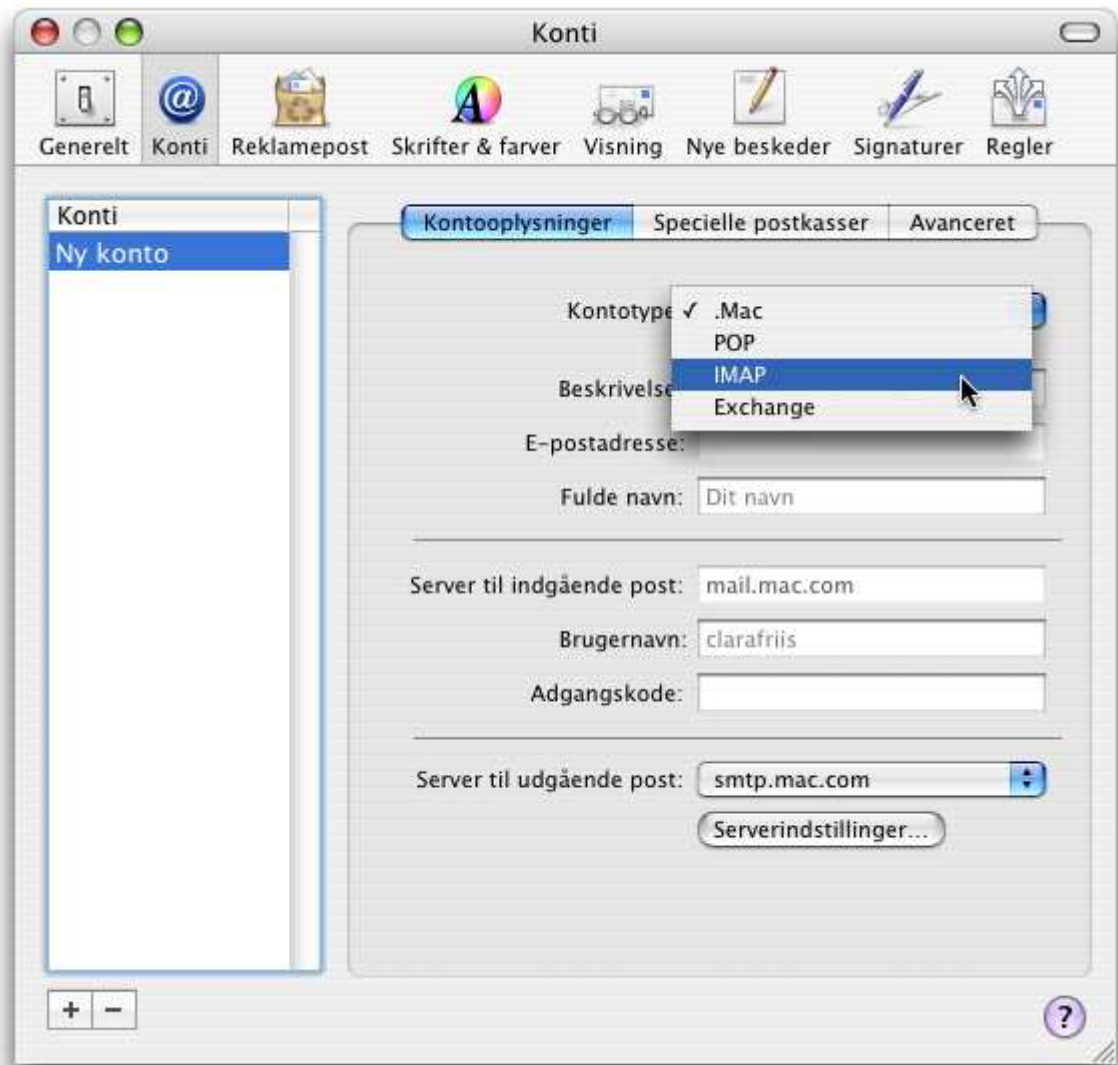 Konti
Generelt Konti Reklamepost Skrifter & farver Visning Nye beskeder Signaturer Regler
Konti
Ny konto
Kontooplysninger Specielle postkasser Avanceret
Kontotype ✓ .Mac
POP
IMAP
Beskrivelse
Exchange
E-postadresse:
Fulde navn: Dit navn
Server til indgående post: mail.mac.com
Brugernavn: clarafriis
Adgangskode:
Server til udgående post: smtp.mac.com
Serverindstillinger...
+ − ?